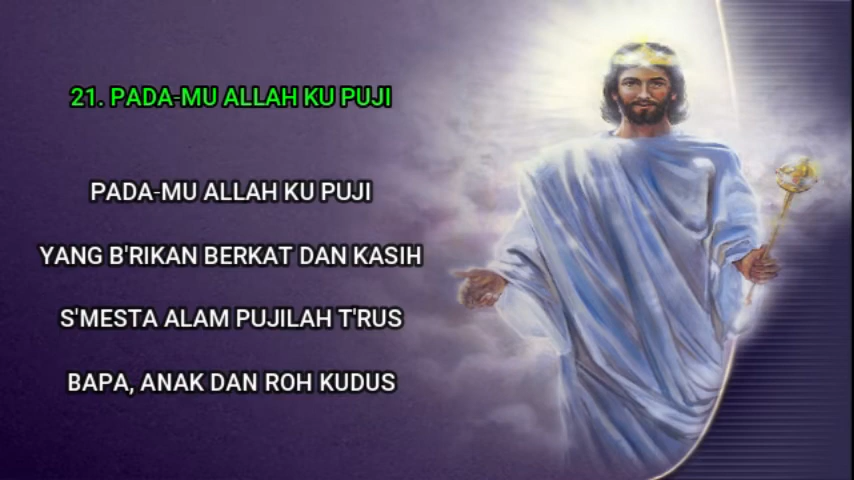 21. PADA-MU ALLAH KU PUJI
PADA-MU ALLAH KU PUJI
YANG B'RIKAN BERKAT DAN KASIH
S'MESTA ALAM PUJILAH T'RUS
BAPA, ANAK DAN ROH KUDUS